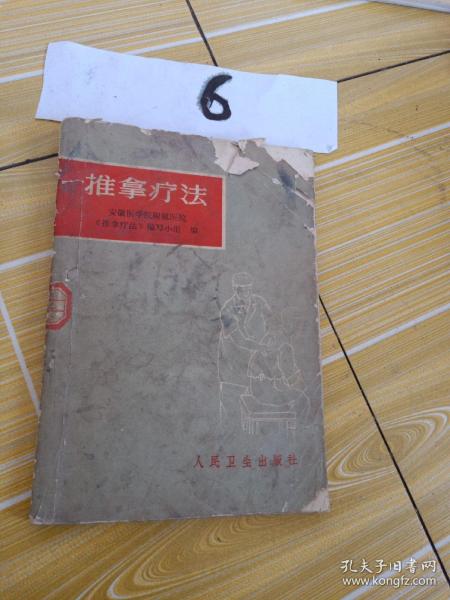 6
推拿疗法
安徽医学院附属医院
《推拿疗法》编写小组 编
人民卫生出版社
孔夫子旧书网
www.kongfz.com